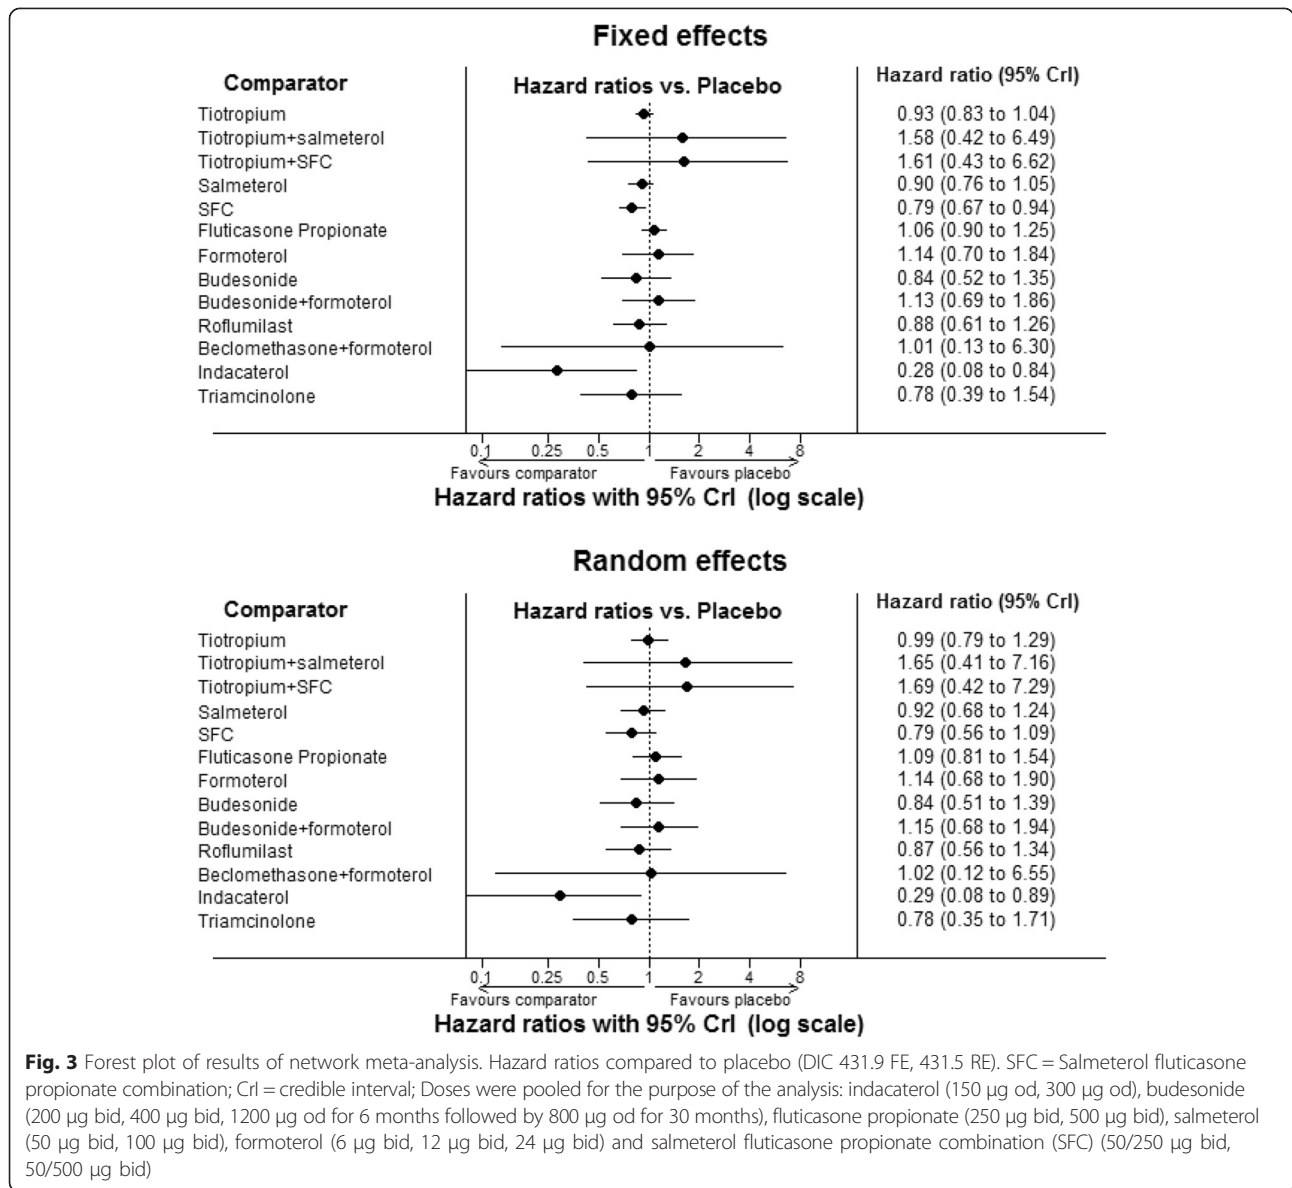 Fixed effects
Comparator Hazard ratios vs. Placebo Hazard ratio (95% CrI)
Tiotropium 0.93 (0.83 to 1.04)
Tiotropium+salmeterol 1.58 (0.42 to 6.49)
Tiotropium+SFC 1.61 (0.43 to 6.62)
Salmeterol 0.90 (0.76 to 1.05)
SFC 0.79 (0.67 to 0.94)
Fluticasone Propionate 1.06 (0.90 to 1.25)
Formoterol 1.14 (0.70 to 1.84)
Budesonide 0.84 (0.52 to 1.35)
Budesonide+formoterol 1.13 (0.69 to 1.86)
Roflumilast 0.88 (0.61 to 1.26)
Beclomethasone+formoterol 1.01 (0.13 to 6.30)
Indacaterol 0.28 (0.08 to 0.84)
Triamcinolone 0.78 (0.39 to 1.54)
0.1 0.25 0.5 1 2 4 8
Favours comparator Favours placebo
Hazard ratios with 95% CrI (log scale)
Random effects
Comparator Hazard ratios vs. Placebo Hazard ratio (95% CrI)
Tiotropium 0.99 (0.79 to 1.29)
Tiotropium+salmeterol 1.65 (0.41 to 7.16)
Tiotropium+SFC 1.69 (0.42 to 7.29)
Salmeterol 0.92 (0.68 to 1.24)
SFC 0.79 (0.56 to 1.09)
Fluticasone Propionate 1.09 (0.81 to 1.54)
Formoterol 1.14 (0.68 to 1.90)
Budesonide 0.84 (0.51 to 1.39)
Budesonide+formoterol 1.15 (0.68 to 1.94)
Roflumilast 0.87 (0.56 to 1.34)
Beclomethasone+formoterol 1.02 (0.12 to 6.55)
Indacaterol 0.29 (0.08 to 0.89)
Triamcinolone 0.78 (0.35 to 1.71)
0.1 0.25 0.5 1 2 4 8
Favours comparator Favours placebo
Hazard ratios with 95% CrI (log scale)
Fig. 3 Forest plot of results of network meta-analysis. Hazard ratios compared to placebo (DIC 431.9 FE, 431.5 RE). SFC = Salmeterol fluticasone
propionate combination; CrI = credible interval; Doses were pooled for the purpose of the analysis: indacaterol (150 μg od, 300 μg od), budesonide
(200 μg bid, 400 μg bid, 1200 μg od for 6 months followed by 800 μg od for 30 months), fluticasone propionate (250 μg bid, 500 μg bid), salmeterol
(50 μg bid, 100 μg bid), formoterol (6 μg bid, 12 μg bid, 24 μg bid) and salmeterol fluticasone propionate combination (SFC) (50/250 μg bid,
50/500 μg bid)